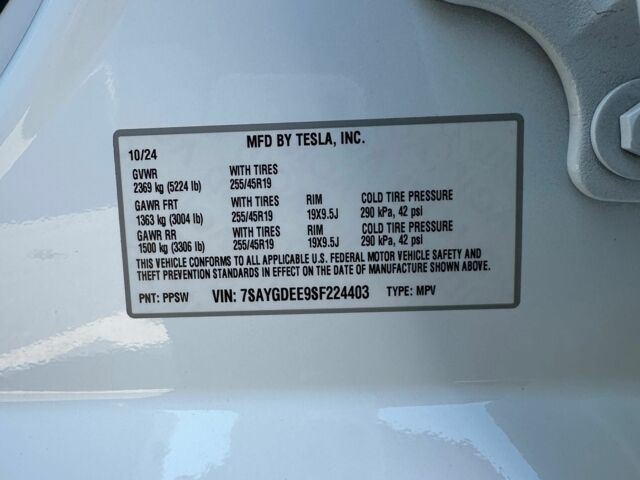 MFD BY TESLA, INC.
10/24
GVWR WITH TIRES
2369 kg (5224 lb) 255/45R19
GAWR FRT WITH TIRES RIM COLD TIRE PRESSURE
1363 kg (3004 lb) 255/45R19 19X9.5J 290 kPa, 42 psi
GAWR RR WITH TIRES RIM COLD TIRE PRESSURE
1500 kg (3306 lb) 255/45R19 19X9.5J 290 kPa, 42 psi
THIS VEHICLE CONFORMS TO ALL APPLICABLE U.S. FEDERAL MOTOR VEHICLE SAFETY AND
THEFT PREVENTION STANDARDS IN EFFECT ON THE DATE OF MANUFACTURE SHOWN ABOVE.
PNT: PPSW VIN: 7SAYGDEE9SF224403 TYPE: MPV